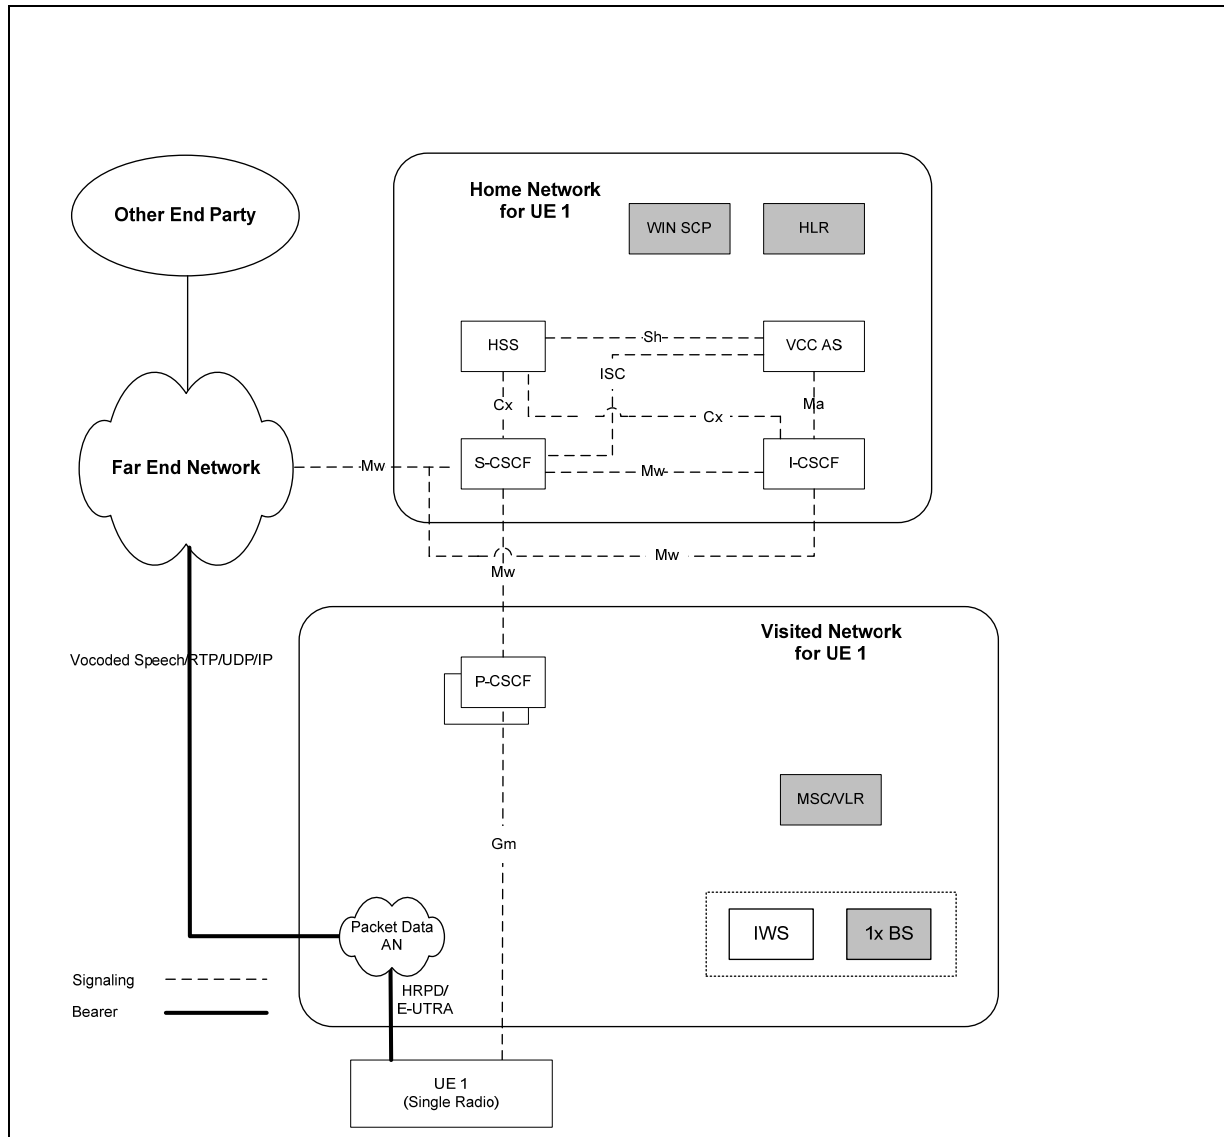 Home Network
for UE 1
Other End Party
WIN SCP
HLR
HSS
Sh
VCC AS
ISC
Cx
Cx
Ma
Far End Network
Mw
S-CSCF
Mw
I-CSCF
Mw
Mw
Visited Network
for UE 1
Vocoded Speech/RTP/UDP/IP
P-CSCF
MSC/VLR
Gm
Packet Data
AN
IWS
1x BS
Signaling
HRPD/
E-UTRA
Bearer
UE 1
(Single Radio)